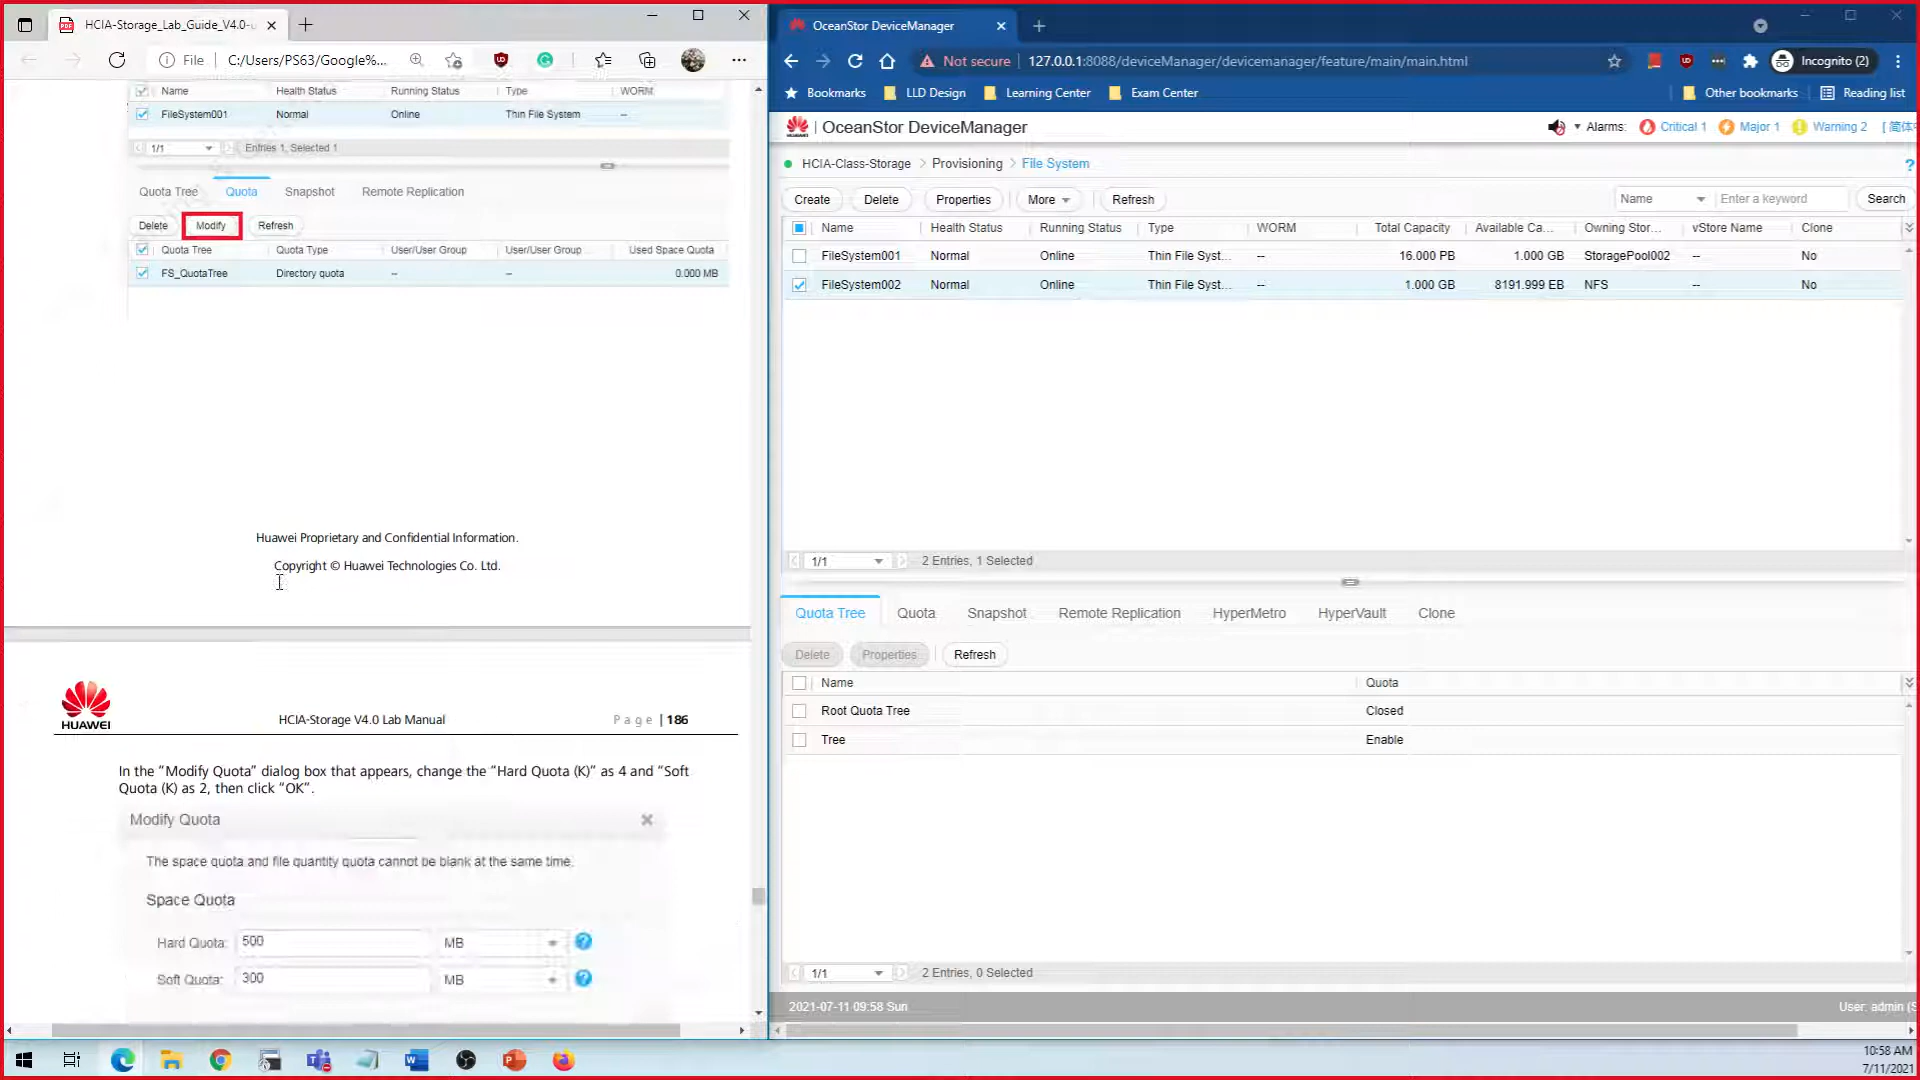 HCIA-Storage_Lab_Guide_V4.0-
File C:/Users/PS63/Google%...
Name Health Status Running Status Type WORM
FileSystem001 Normal Online Thin File System --
1/1 Entries 1, Selected 1
Quota Tree Quota Snapshot Remote Replication
Delete Modify Refresh
Quota Tree Quota Type User/User Group User/User Group Used Space Quota
FS_QuotaTree Directory quota -- -- 0.000 MB
Huawei Proprietary and Confidential Information.
Copyright © Huawei Technologies Co. Ltd.
HUAWEI
HCIA-Storage V4.0 Lab Manual Page | 186
In the “Modify Quota” dialog box that appears, change the “Hard Quota (K)” as 4 and “Soft
Quota (K) as 2, then click “OK”.
Modify Quota
The space quota and file quantity quota cannot be blank at the same time.
Space Quota
Hard Quota: 500 MB
Soft Quota: 300 MB
OceanStor DeviceManager
Not secure 127.0.0.1:8088/deviceManager/devicemanager/feature/main/main.html Incognito (2)
Bookmarks LLD Design Learning Center Exam Center Other bookmarks Reading list
OceanStor DeviceManager Alarms: Critical 1 Major 1 Warning 2 [ 简体
HCIA-Class-Storage Provisioning File System
Create Delete Properties More Refresh Name Enter a keyword Search
Name Health Status Running Status Type WORM Total Capacity Available Ca... Owning Stor... vStore Name Clone
FileSystem001 Normal Online Thin File Syst... -- 16.000 PB 1.000 GB StoragePool002 -- No
FileSystem002 Normal Online Thin File Syst... -- 1.000 GB 8191.999 EB NFS -- No
1/1 2 Entries, 1 Selected
Quota Tree Quota Snapshot Remote Replication HyperMetro HyperVault Clone
Delete Properties Refresh
Name Quota
Root Quota Tree Closed
Tree Enable
1/1 2 Entries, 0 Selected
2021-07-11 09:58 Sun User: admin (S
10:58 AM
7/11/2021